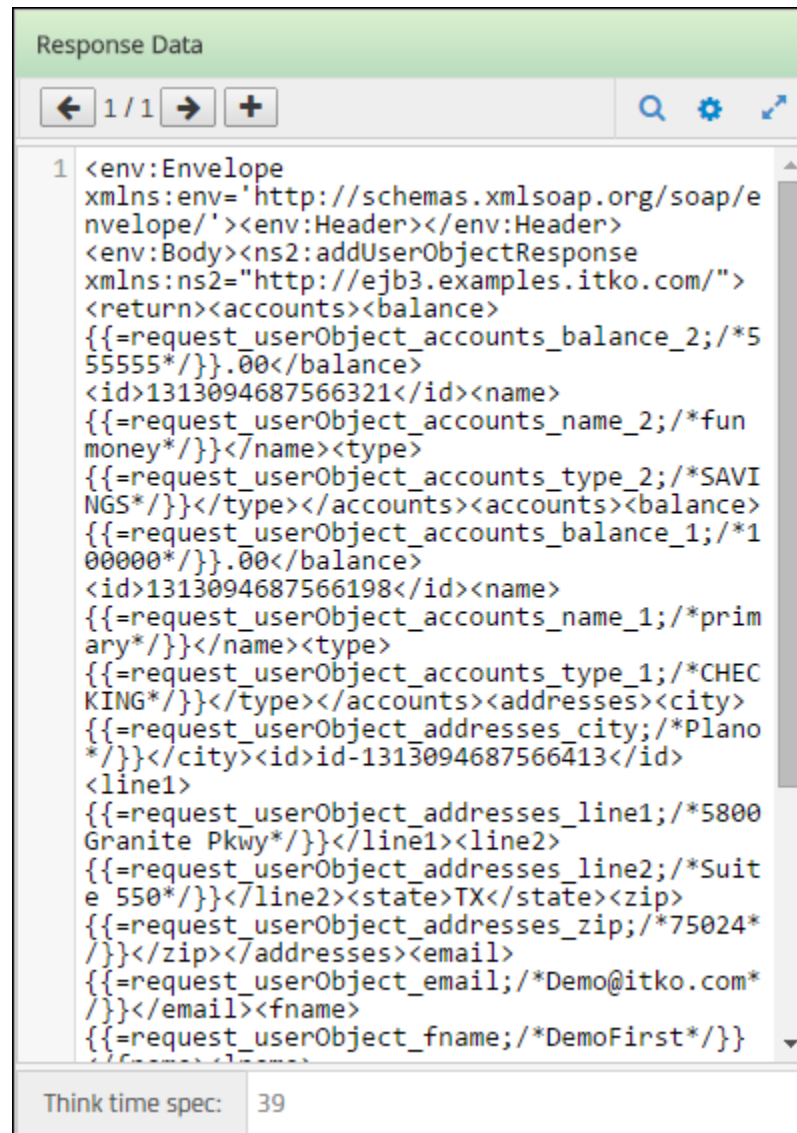 Response Data
1 / 1
1 <env:Envelope
xmlns:env='http://schemas.xmlsoap.org/soap/e
nvelope/'><env:Header></env:Header>
<env:Body><ns2:addUserObjectResponse
xmlns:ns2="http://ejb3.examples.itko.com/">
<return><accounts><balance>
{{=request_userObject_accounts_balance_2;/*5
55555*/}}.00</balance>
<id>1313094687566321</id><name>
{{=request_userObject_accounts_name_2;/*fun
money*/}}</name><type>
{{=request_userObject_accounts_type_2;/*SAVI
NGS*/}}</type></accounts><accounts><balance>
{{=request_userObject_accounts_balance_1;/*1
00000*/}}.00</balance>
<id>1313094687566198</id><name>
{{=request_userObject_accounts_name_1;/*prim
ary*/}}</name><type>
{{=request_userObject_accounts_type_1;/*CHEC
KING*/}}</type></accounts><addresses><city>
{{=request_userObject_addresses_city;/*Plano
*/}}</city><id>id-1313094687566413</id>
<line1>
{{=request_userObject_addresses_line1;/*5800
Granite Pkwy*/}}</line1><line2>
{{=request_userObject_addresses_line2;/*Suit
e 550*/}}</line2><state>TX</state><zip>
{{=request_userObject_addresses_zip;/*75024*
/}}</zip></addresses><email>
{{=request_userObject_email;/*Demo@itko.com*
/}}</email><fname>
{{=request_userObject_fname;/*DemoFirst*/}}
Think time spec: 39